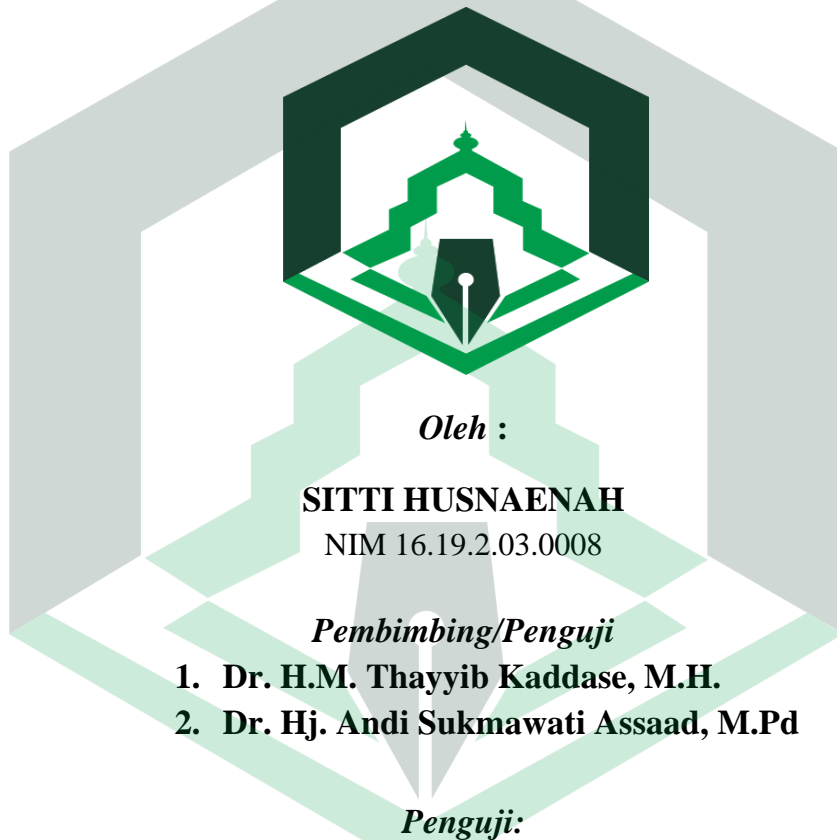 Oleh :
SITTI HUSNAENAH
NIM 16.19.2.03.0008
Pembimbing/Penguji
1. Dr. H.M. Thayyib Kaddase, M.H.
2. Dr. Hj. Andi Sukmawati Assaad, M.Pd
Penguji: